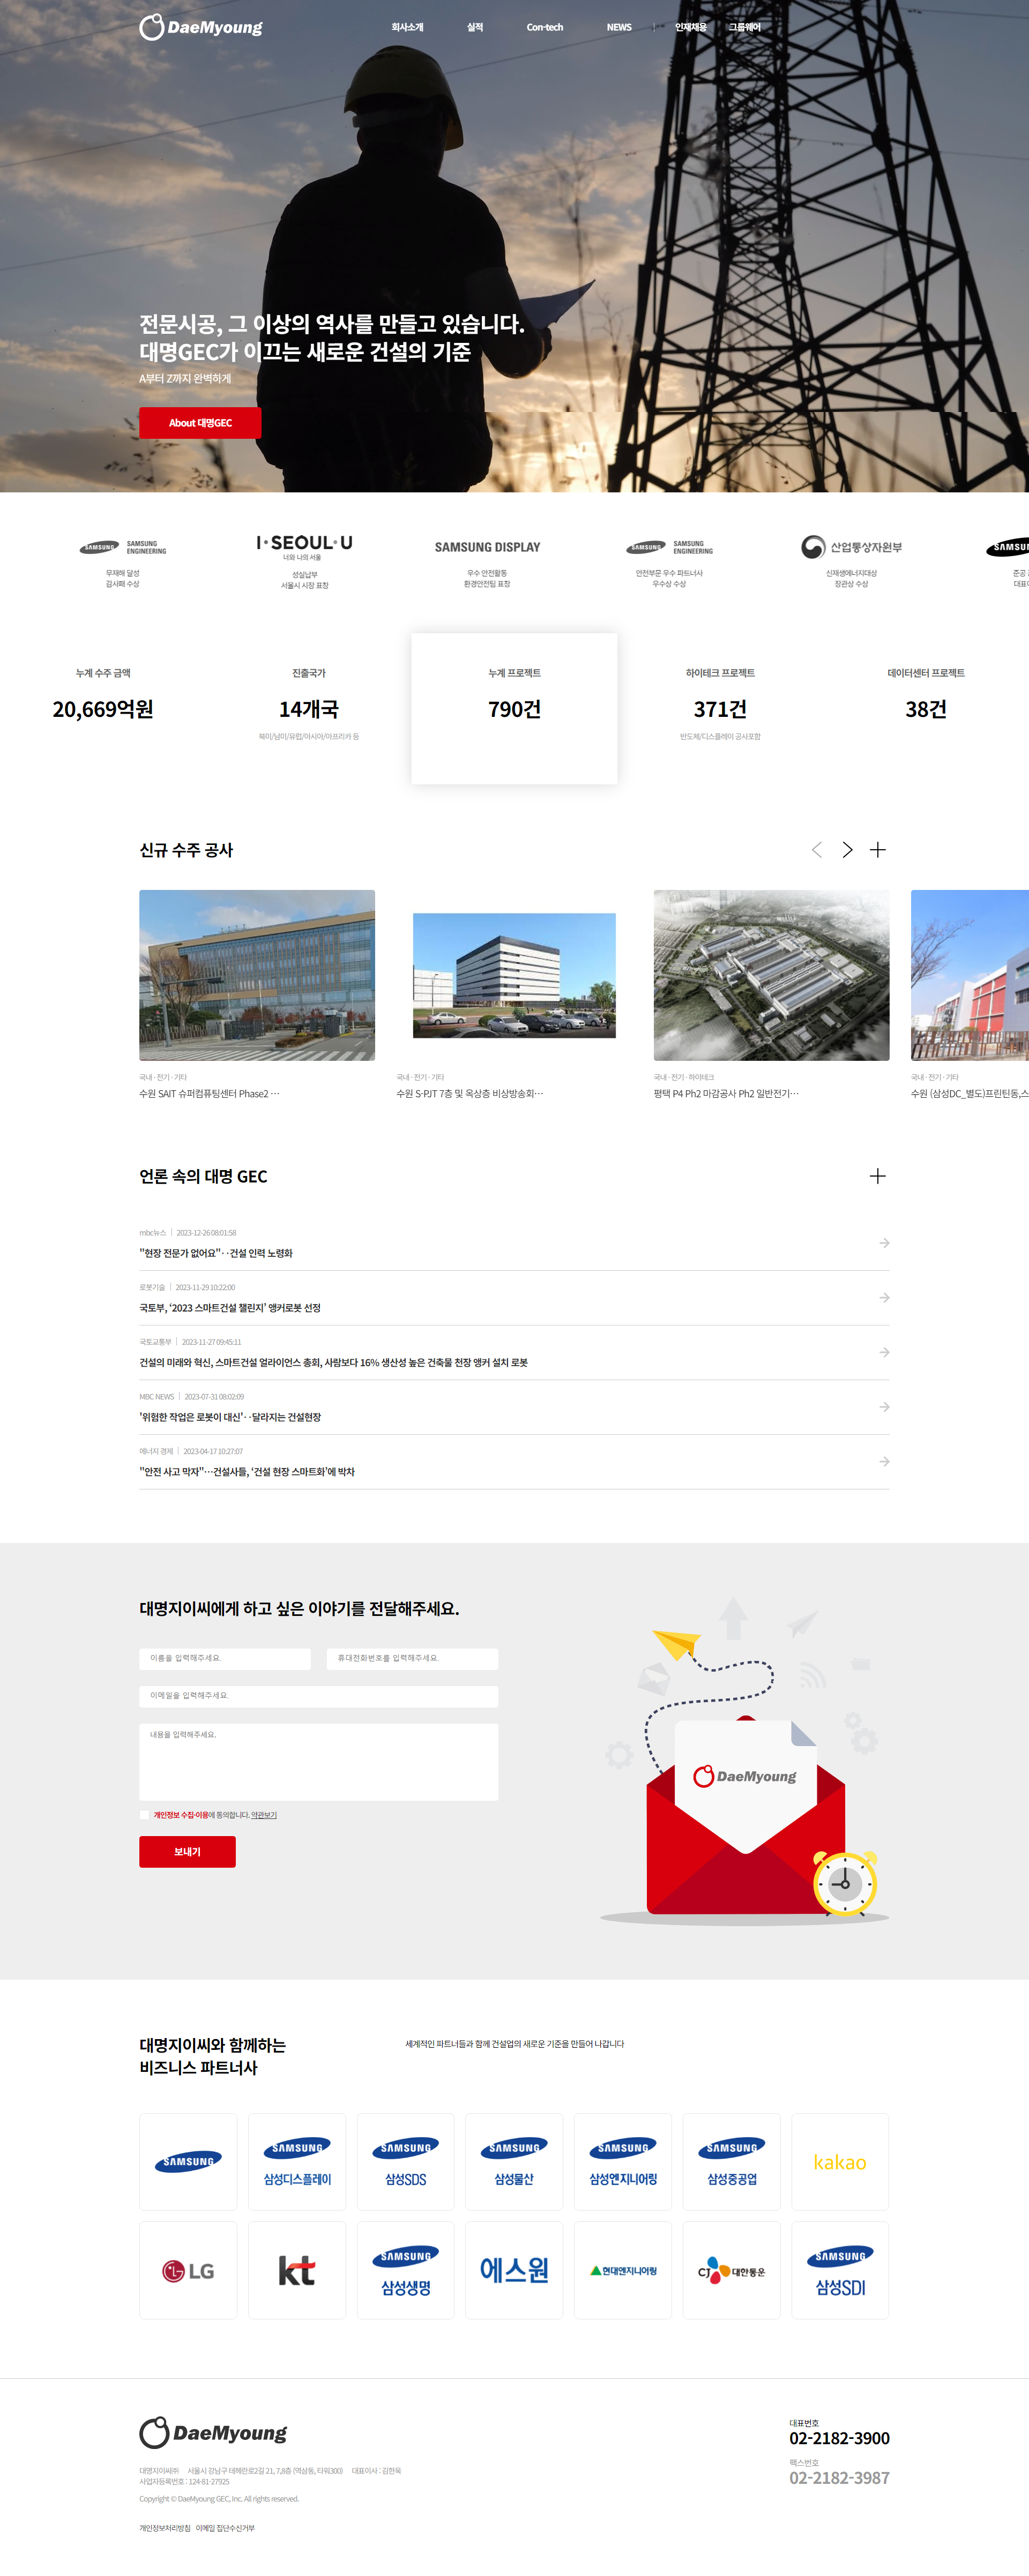 DaeMyoung
회사소개 실적 Con-tech NEWS 인재채용 그룹웨어
전문시공, 그 이상의 역사를 만들고 있습니다.
대명GEC가 이끄는 새로운 건설의 기준
A부터 Z까지 완벽하게
About 대명GEC
SAMSUNG SAMSUNG ENGINEERING
무재해 달성
감사패 수상
I·SEOUL·U
너와 나의 서울
성실납부
서울시 시장 표창
SAMSUNG DISPLAY
우수 안전활동
환경안전팀 표창
SAMSUNG SAMSUNG ENGINEERING
안전부문 우수 파트너사
우수상 수상
산업통상자원부
신재생에너지대상
장관상 수상
누계 수주 금액
20,669억원
진출국가
14개국
북미/남미/유럽/아시아/아프리카 등
누계 프로젝트
790건
하이테크 프로젝트
371건
반도체/디스플레이 공사포함
데이터센터 프로젝트
38건
신규 수주 공사
국내 · 전기 · 기타
수원 SAIT 슈퍼컴퓨팅센터 Phase2 …
국내 · 전기 · 기타
수원 S-PJT 7층 및 옥상층 비상방송회…
국내 · 전기 · 하이테크
평택 P4 Ph2 마감공사 Ph2 일반전기…
국내 · 전기 · 기타
수원 (삼성DC_별도)프린틴동,스
언론 속의 대명 GEC
mbc뉴스 2023-12-26 08:01:58
"현장 전문가 없어요"‥건설 인력 노령화
로봇기술 2023-11-29 10:22:00
국토부, ‘2023 스마트건설 챌린지’ 앵커로봇 선정
국토교통부 2023-11-27 09:45:11
건설의 미래와 혁신, 스마트건설 얼라이언스 총회, 사람보다 16% 생산성 높은 건축물 천장 앵커 설치 로봇
MBC NEWS 2023-07-31 08:02:09
'위험한 작업은 로봇이 대신'‥달라지는 건설현장
에너지 경제 2023-04-17 10:27:07
"안전 사고 막자"…건설사들, ‘건설 현장 스마트화’에 박차
대명지이씨에게 하고 싶은 이야기를 전달해주세요.
이름을 입력해주세요.
휴대전화번호를 입력해주세요.
이메일을 입력해주세요.
내용을 입력해주세요.
개인정보 수집·이용에 동의합니다. 약관보기
보내기
DaeMyoung
대명지이씨와 함께하는
비즈니스 파트너사
세계적인 파트너들과 함께 건설업의 새로운 기준을 만들어 나갑니다
SAMSUNG
SAMSUNG 삼성디스플레이
SAMSUNG 삼성SDS
SAMSUNG 삼성물산
SAMSUNG 삼성엔지니어링
SAMSUNG 삼성중공업
kakao
LG
kt
SAMSUNG 삼성생명
에스원
현대엔지니어링
CJ 대한통운
SAMSUNG 삼성SDI
DaeMyoung
대명지이씨㈜ 서울시 강남구 테헤란로2길 21, 7,8층 (역삼동, 타워300) 대표이사 : 김한욱
사업자등록번호 : 124-81-27925
Copyright © DaeMyoung GEC, Inc. All rights reserved.
개인정보처리방침 이메일 집단수신거부
대표번호
02-2182-3900
팩스번호
02-2182-3987